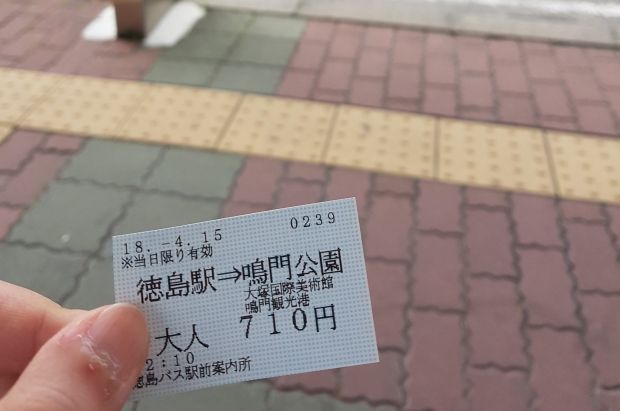 18.-4.15 0239
※当日限り有効
徳島駅⇒鳴門公園
大塚国際美術館
鳴門観光港
大人 710円
2:10
徳島バス駅前案内所